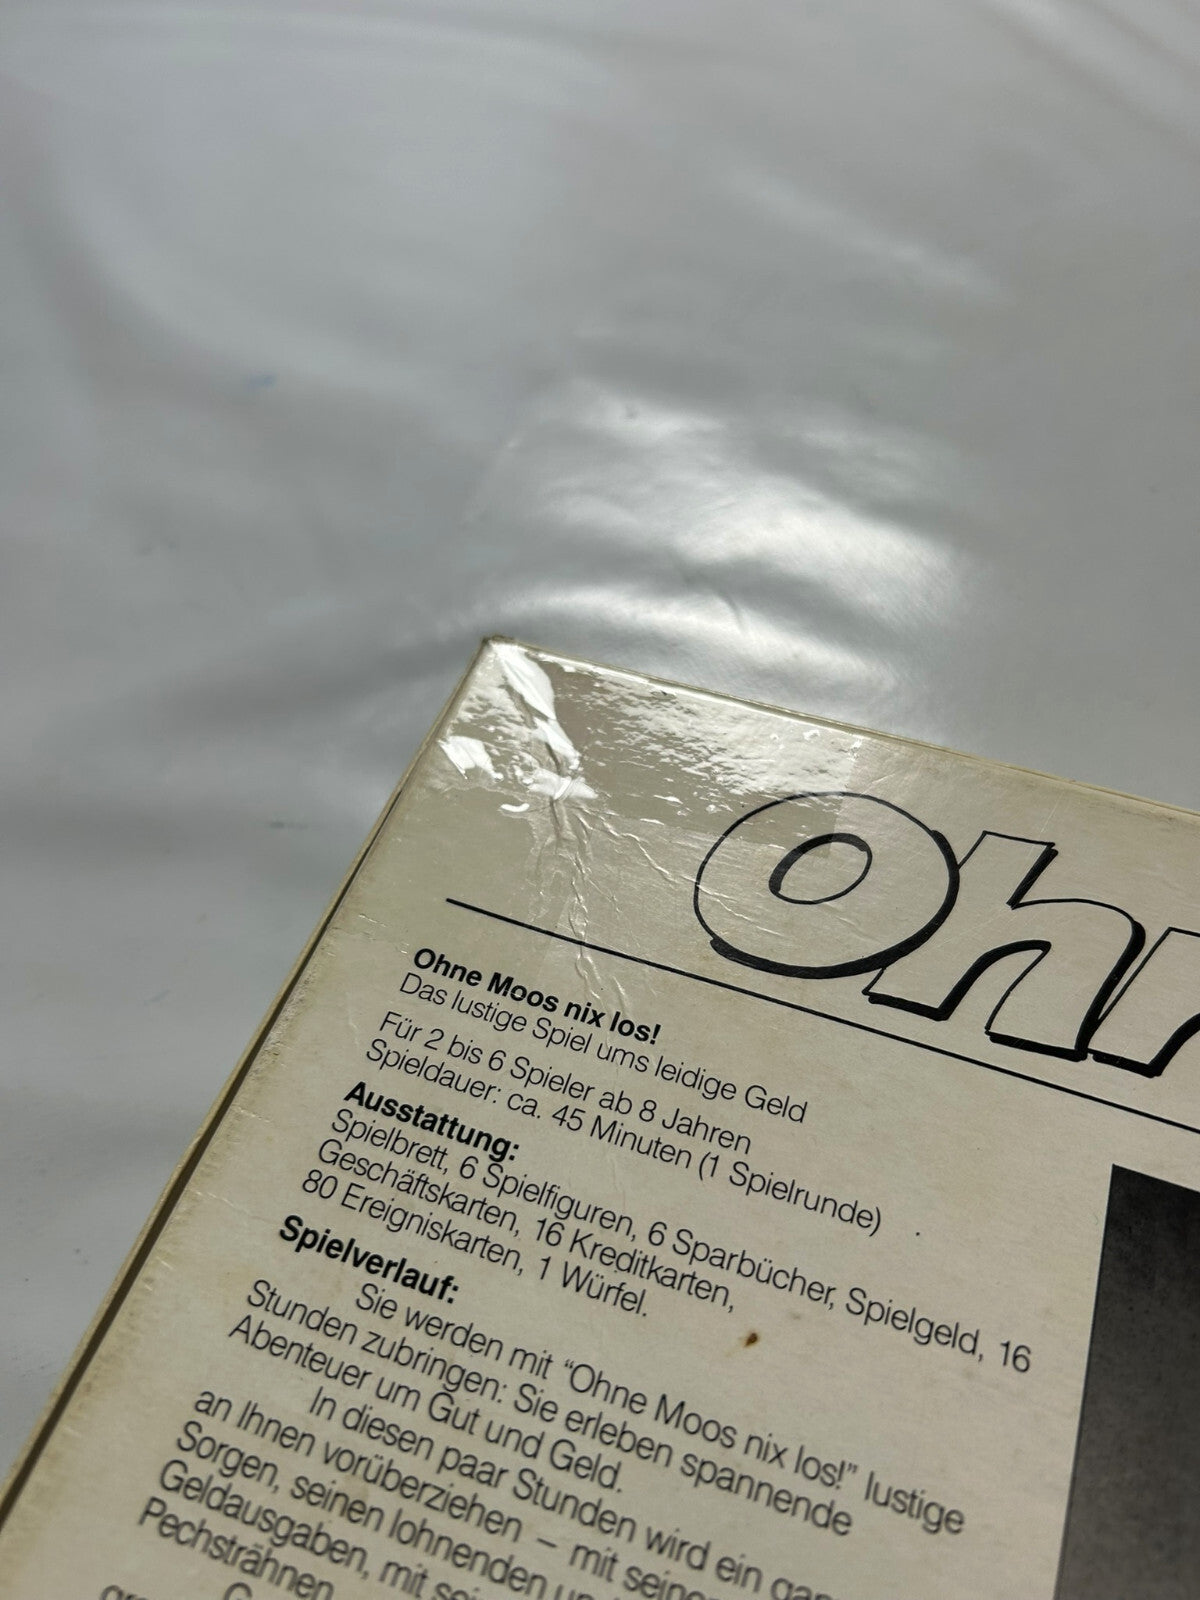 Oh
Ohne Moos nix los!
Das lustige Spiel ums leidige Geld
Für 2 bis 6 Spieler ab 8 Jahren
Spieldauer: ca. 45 Minuten (1 Spielrunde)
Ausstattung:
Spielbrett, 6 Spielfiguren, 6 Sparbücher, Spielgeld, 16
Geschäftskarten, 16 Kreditkarten,
80 Ereigniskarten, 1 Würfel.
Spielverlauf:
Sie werden mit “Ohne Moos nix los!” lustige
Stunden zubringen: Sie erleben spannende
Abenteuer um Gut und Geld.
In diesen paar Stunden wird ein
an Ihnen vorüberziehen – mit
Sorgen, seinen lohnenden
Geldausgaben, mit
Pechsträhnen